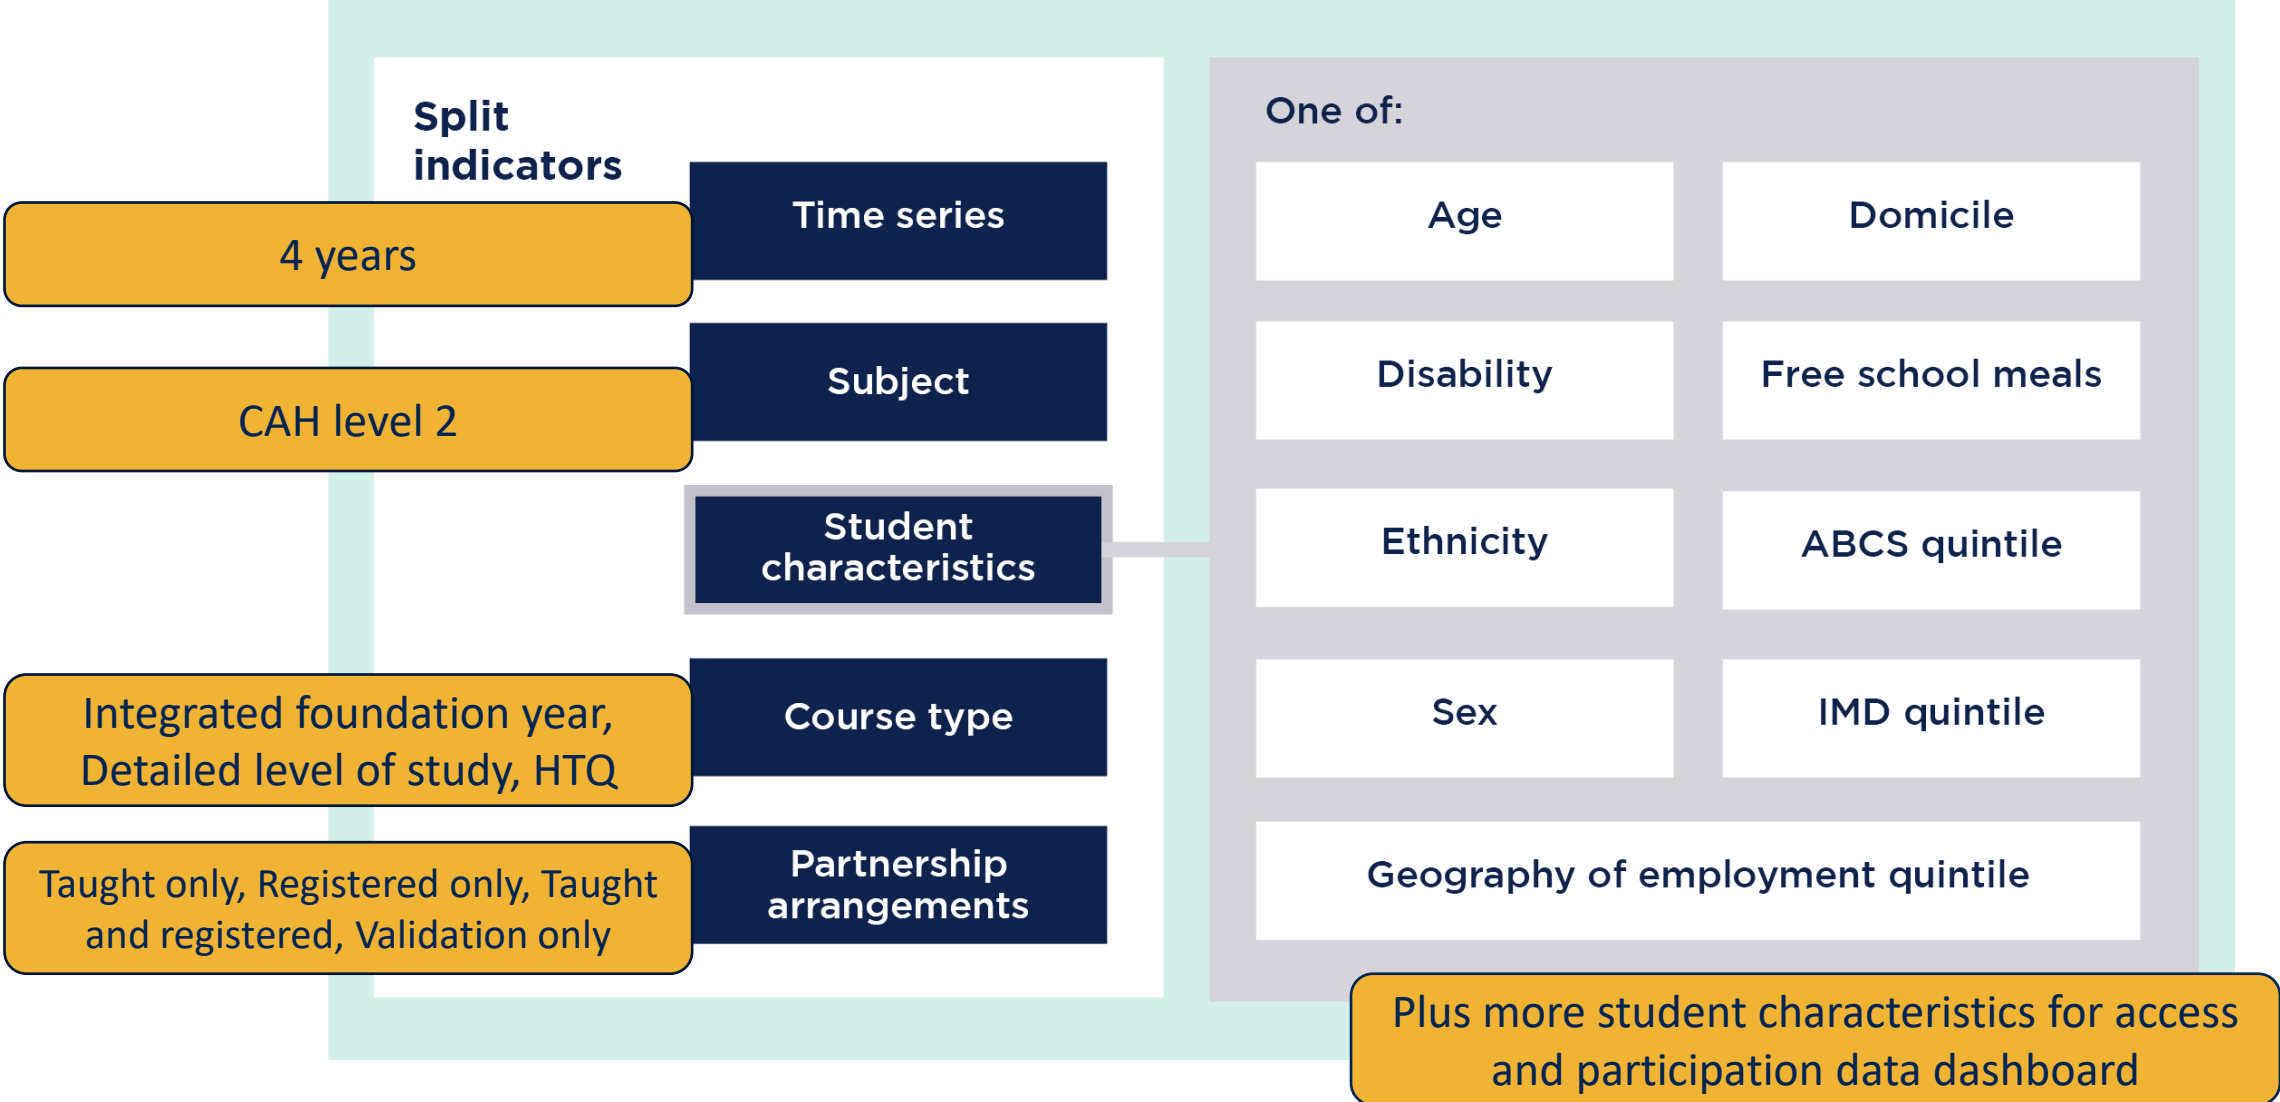 Split
indicators
Time series
4 years
Subject
CAH level 2
Student
characteristics
Course type
Integrated foundation year,
Detailed level of study, HTQ
Partnership
arrangements
Taught only, Registered only, Taught
and registered, Validation only
One of:
Age
Domicile
Disability
Free school meals
Ethnicity
ABCS quintile
Sex
IMD quintile
Geography of employment quintile
Plus more student characteristics for access
and participation data dashboard